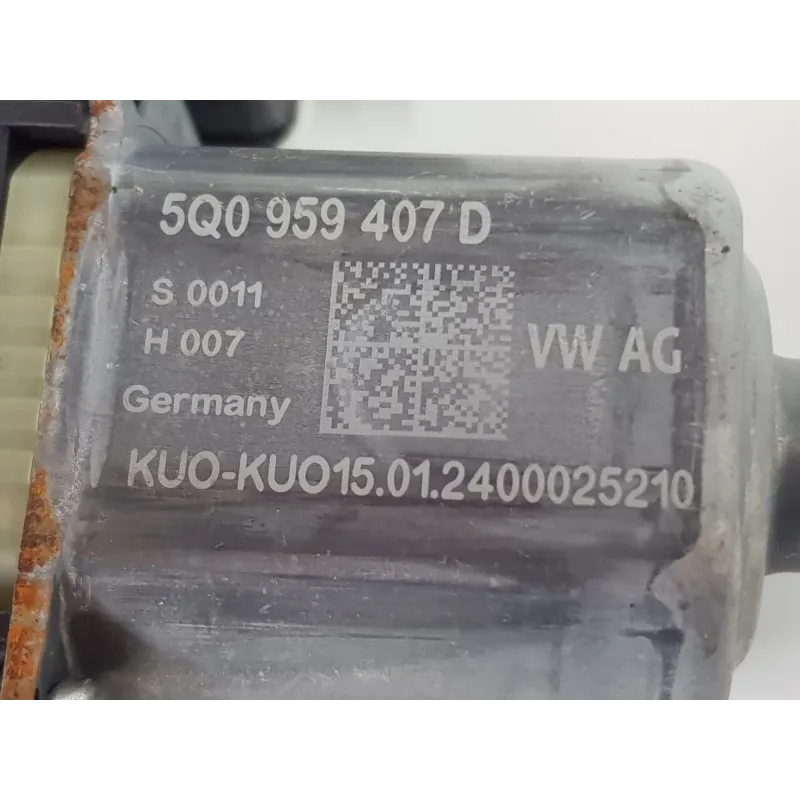 5Q0 959 407 D
S 0011
H 007
VW AG
Germany
KUO-KUO15.01.2400025210